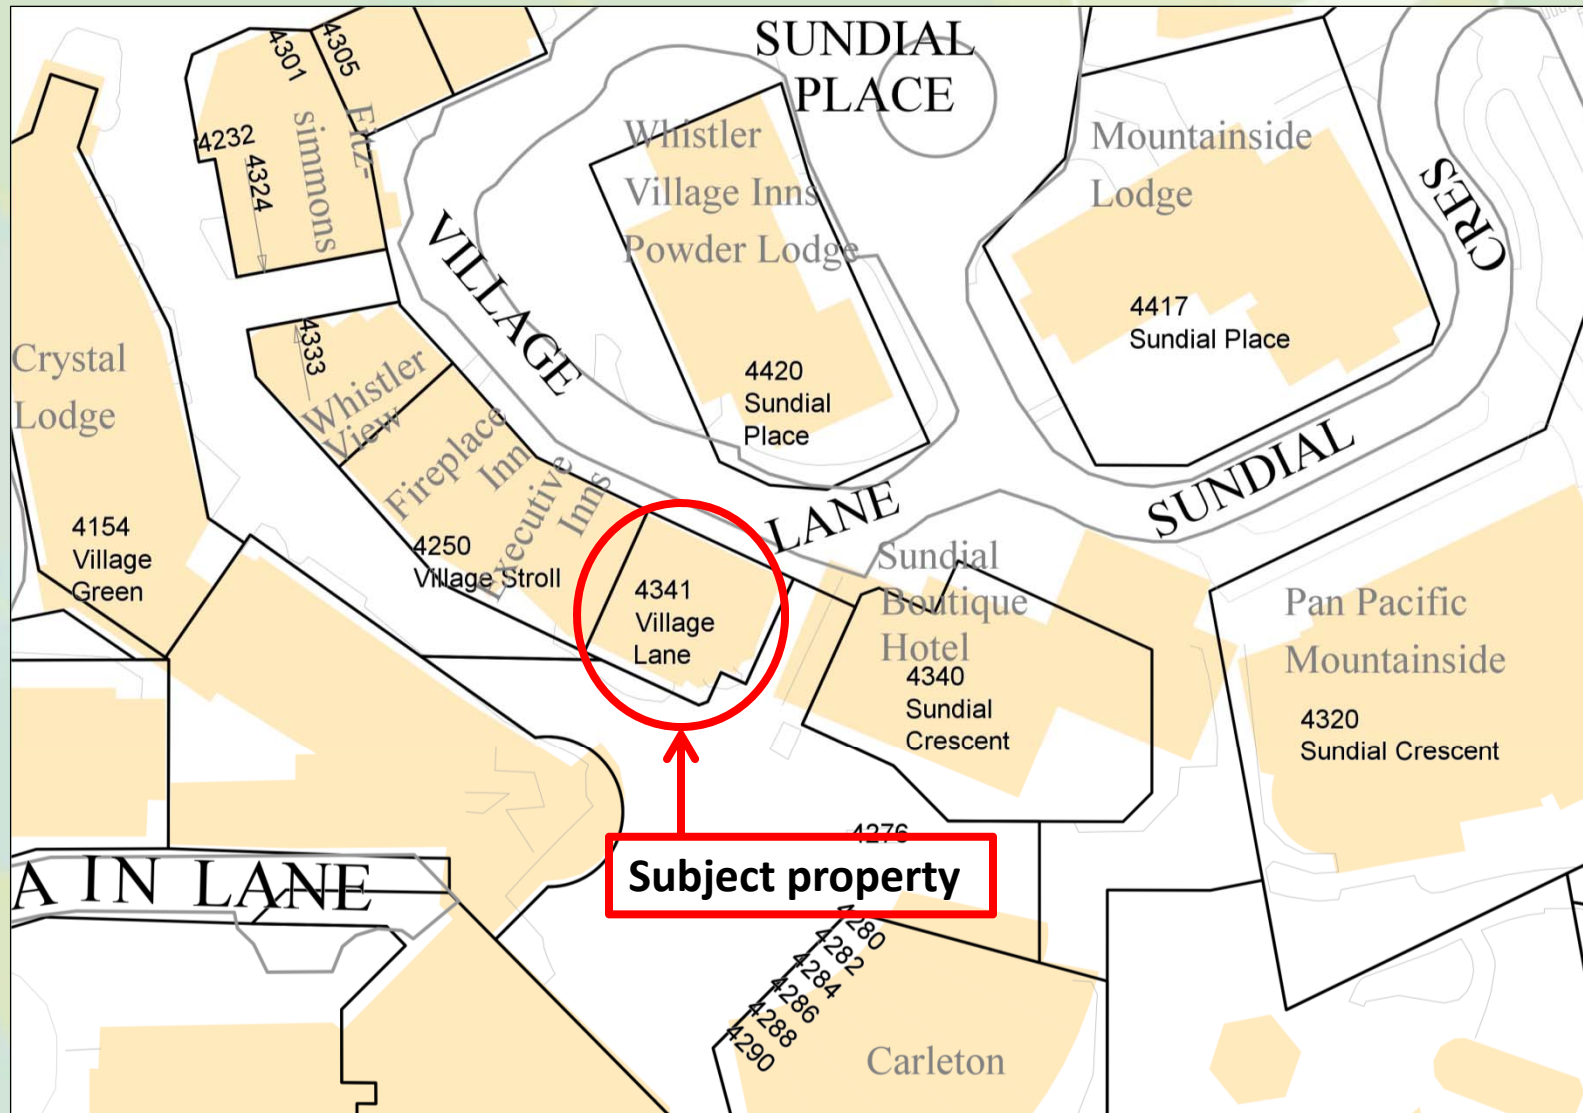 SUNDIAL
PLACE
4301
4305
Fitz-
simmons
4232
4324
Whistler
Village Inns
Powder Lodge
Mountainside
Lodge
CRES
VILLAGE
4417
Sundial Place
4333
Whistler
View
Crystal
Lodge
4420
Sundial
Place
Fireplace
Inn
Executive
Inns
SUNDIAL
LANE
4154
Village
Green
4250
Village Stroll
4341
Village
Lane
Sundial
Boutique
Hotel
4340
Sundial
Crescent
Pan Pacific
Mountainside
4320
Sundial Crescent
4276
Subject property
A IN LANE
4280
4282
4284
4286
4288
4290
Carleton